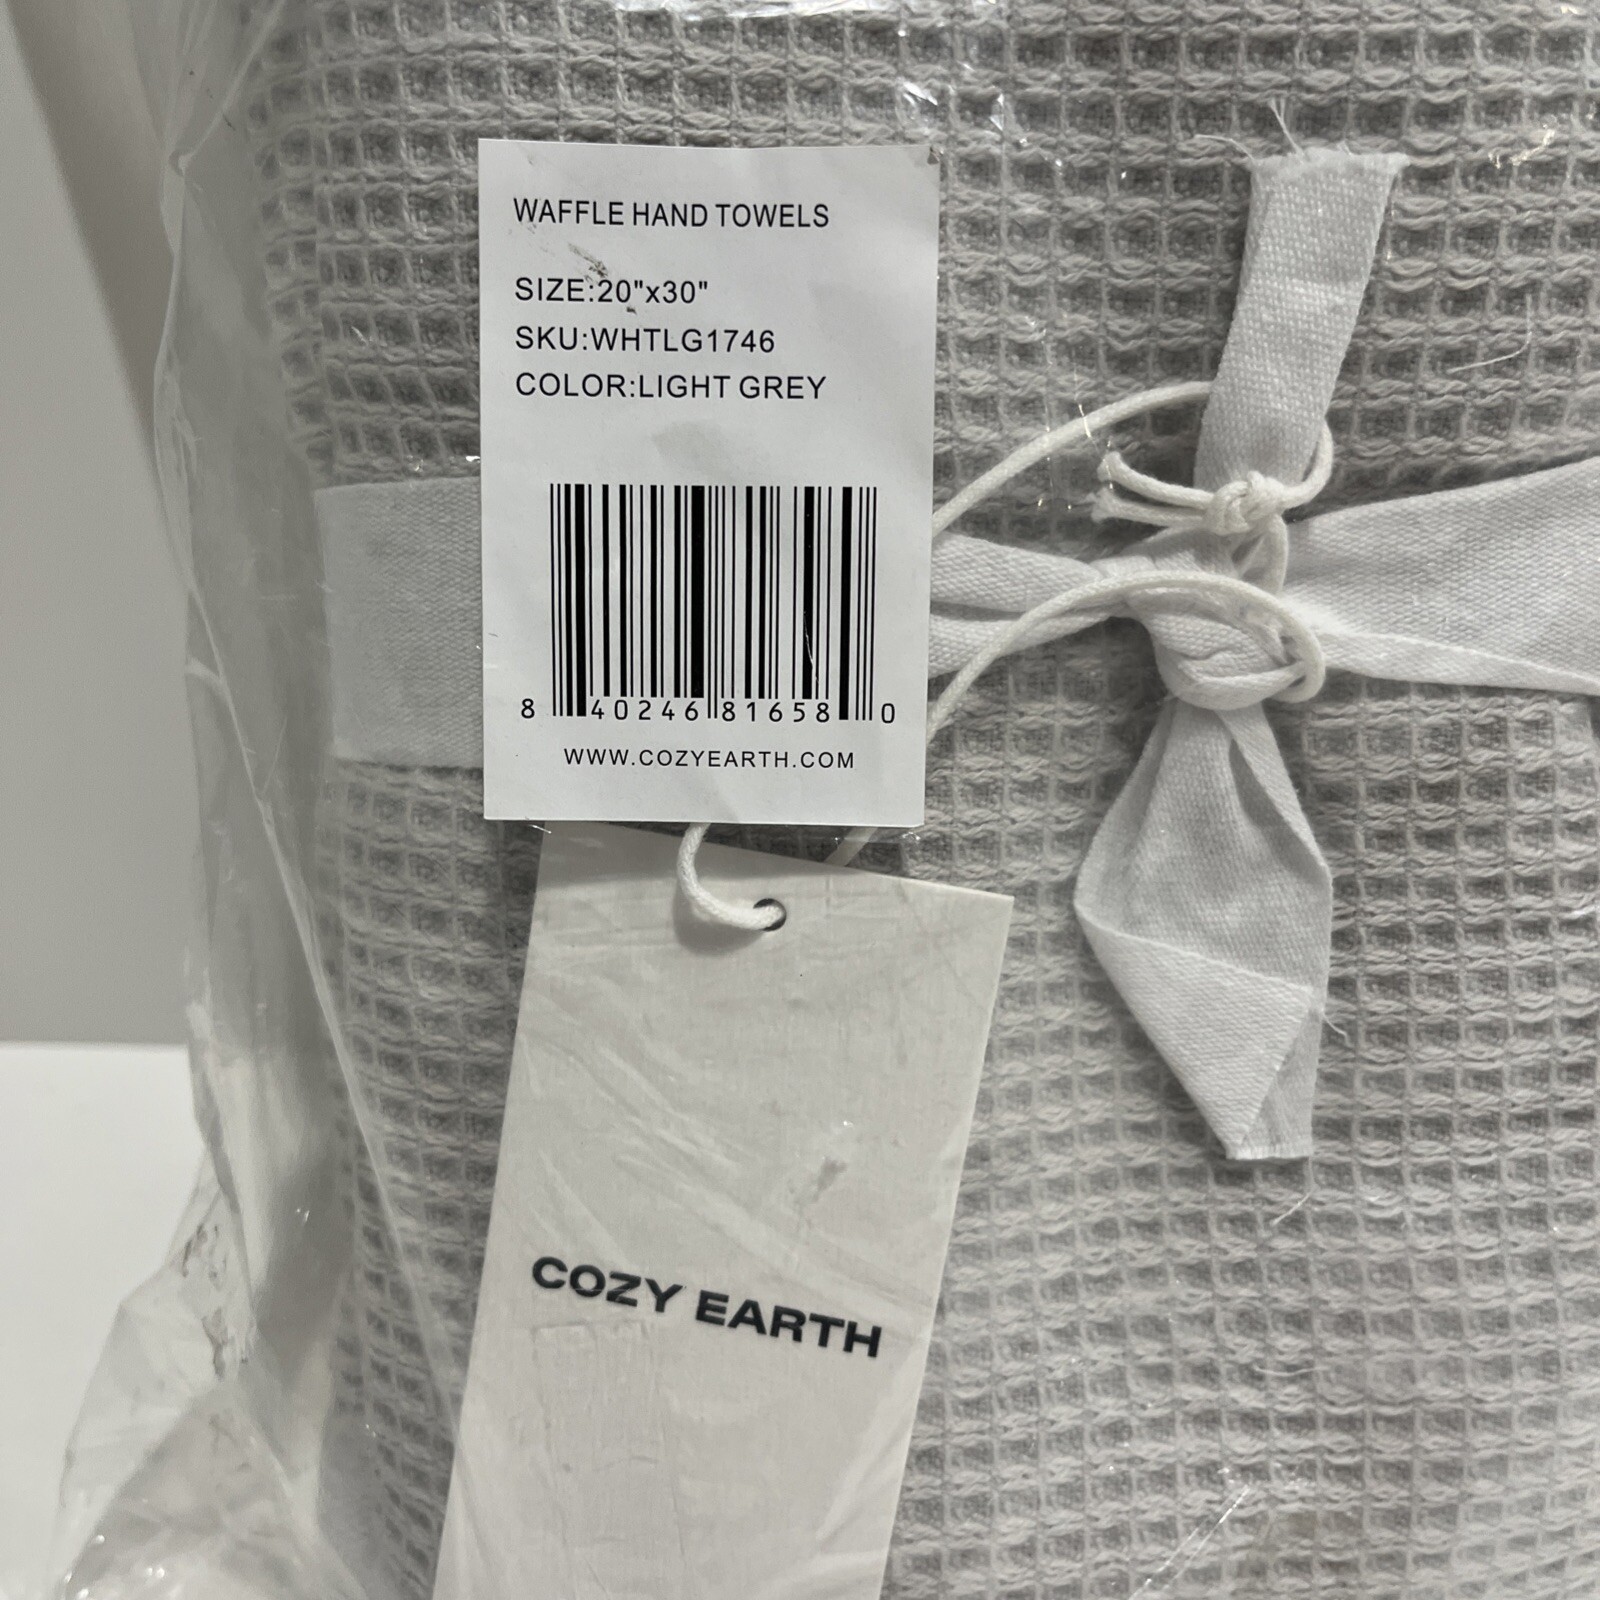 WAFFLE HAND TOWELS
SIZE:20"x30"
SKU:WHTLG1746
COLOR:LIGHT GREY
8 40246 81658 0
WWW.COZYEARTH.COM
COZY EARTH